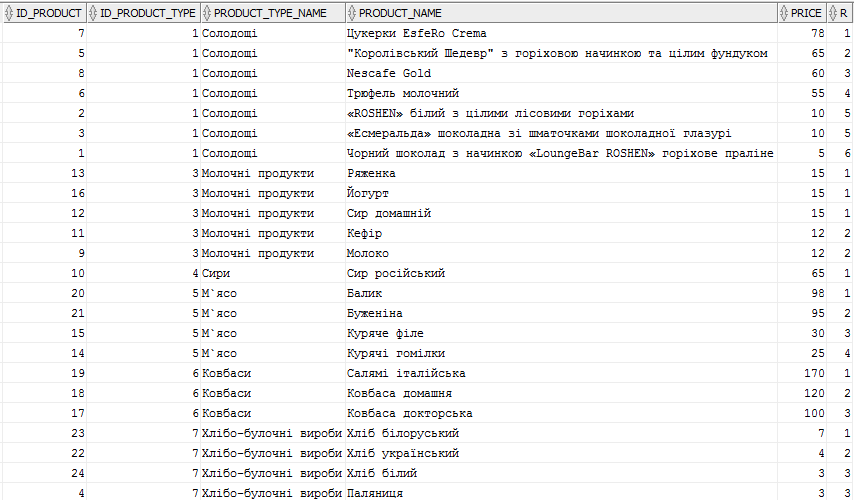 ID_PRODUCT ID_PRODUCT_TYPE PRODUCT_TYPE_NAME PRODUCT_NAME PRICE R
7 1 Солодощі Цукерки EsfeRo Crema 78 1
5 1 Солодощі "Королівський Шедевр" з горіховою начинкою та цілим фундуком 65 2
8 1 Солодощі Nescafe Gold 60 3
6 1 Солодощі Трюфель молочний 55 4
2 1 Солодощі «ROSHEN» білий з цілими лісовими горіхами 10 5
3 1 Солодощі «Есмеральда» шоколадна зі шматочками шоколадної глазурі 10 5
1 1 Солодощі Чорний шоколад з начинкою «LoungeBar ROSHEN» горіхове праліне 5 6
13 3 Молочні продукти Ряженка 15 1
16 3 Молочні продукти Йогурт 15 1
12 3 Молочні продукти Сир домашній 15 1
11 3 Молочні продукти Кефір 12 2
9 3 Молочні продукти Молоко 12 2
10 4 Сири Сир російський 65 1
20 5 М`ясо Балик 98 1
21 5 М`ясо Буженіна 95 2
15 5 М`ясо Куряче філе 30 3
14 5 М`ясо Курячі гомілки 25 4
19 6 Ковбаси Салямі італійська 170 1
18 6 Ковбаси Ковбаса домашня 120 2
17 6 Ковбаси Ковбаса докторська 100 3
23 7 Хлібо-булочні вироби Хліб білоруський 7 1
22 7 Хлібо-булочні вироби Хліб український 4 2
24 7 Хлібо-булочні вироби Хліб білий 3 3
4 7 Хлібо-булочні вироби Паляниця 3 3